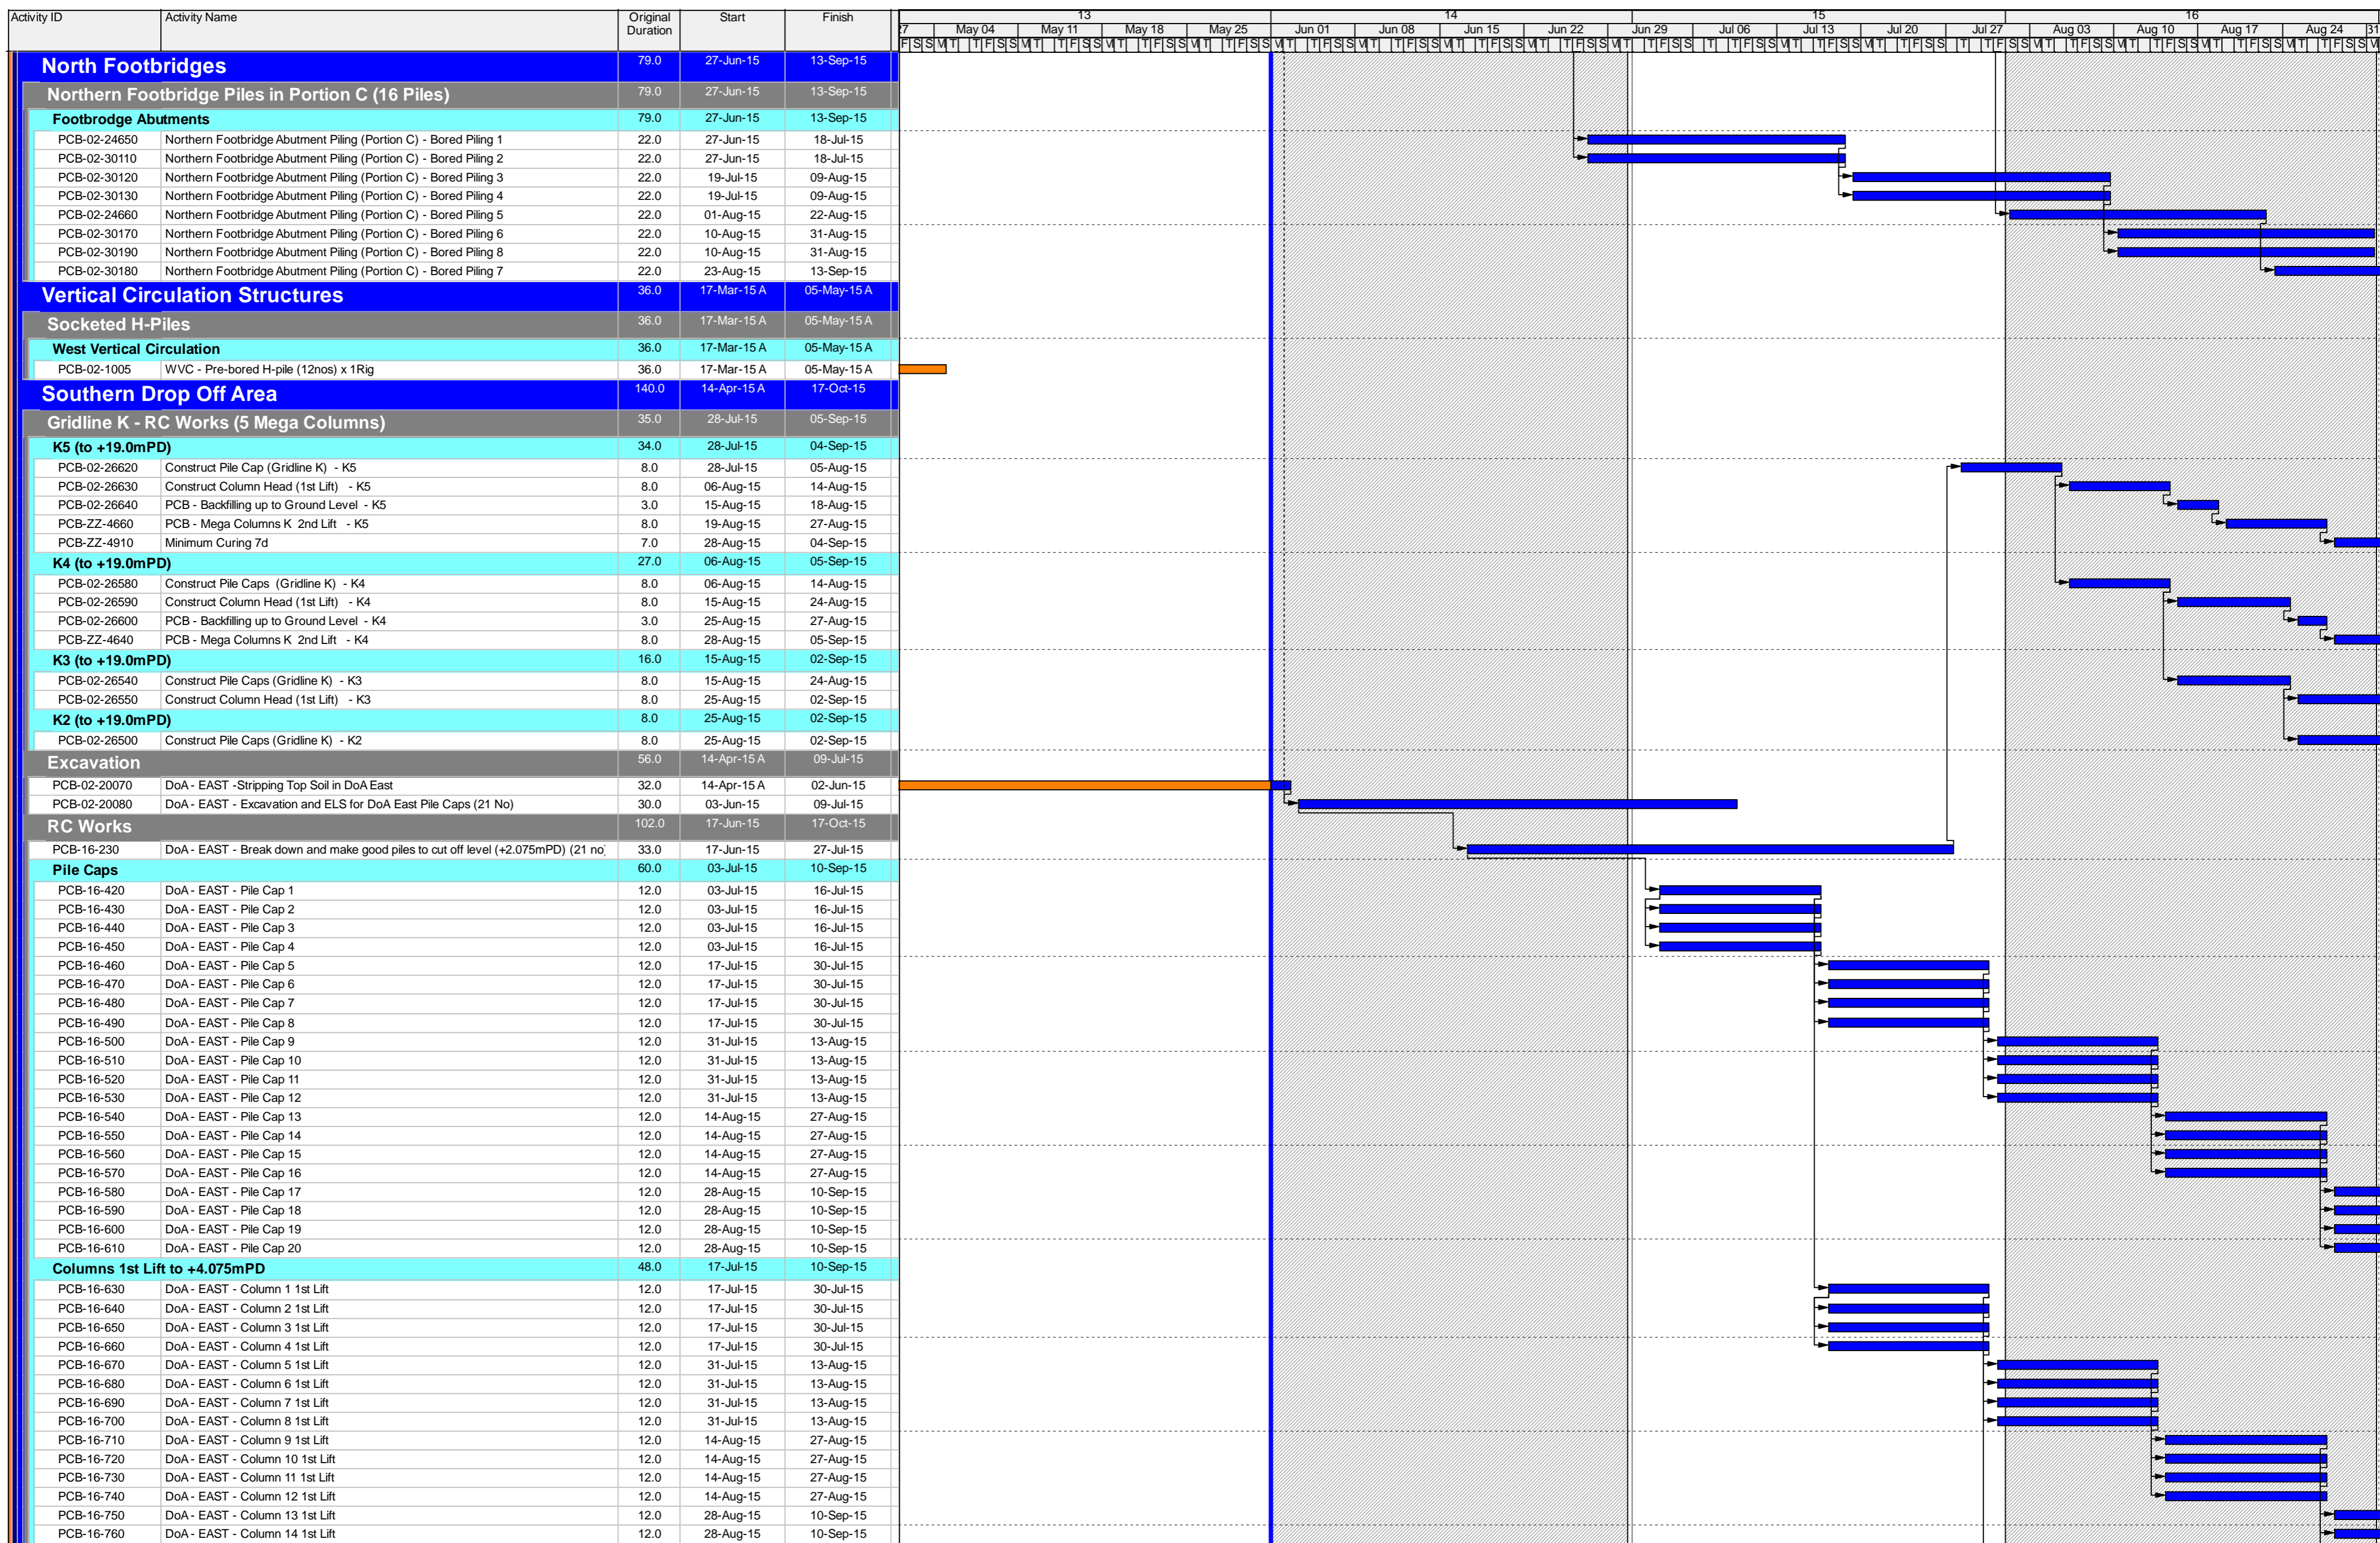 Activity ID Activity Name Original Duration Start Finish 13 14 15 16
27 May 04 May 11 May 18 May 25 Jun 01 Jun 08 Jun 15 Jun 22 Jun 29 Jul 06 Jul 13 Jul 20 Jul 27 Aug 03 Aug 10 Aug 17 Aug 24 31
North Footbridges 79.0 27-Jun-15 13-Sep-15
Northern Footbridge Piles in Portion C (16 Piles) 79.0 27-Jun-15 13-Sep-15
Footbrodge Abutments 79.0 27-Jun-15 13-Sep-15
PCB-02-24650 Northern Footbridge Abutment Piling (Portion C) - Bored Piling 1 22.0 27-Jun-15 18-Jul-15
PCB-02-30110 Northern Footbridge Abutment Piling (Portion C) - Bored Piling 2 22.0 27-Jun-15 18-Jul-15
PCB-02-30120 Northern Footbridge Abutment Piling (Portion C) - Bored Piling 3 22.0 19-Jul-15 09-Aug-15
PCB-02-30130 Northern Footbridge Abutment Piling (Portion C) - Bored Piling 4 22.0 19-Jul-15 09-Aug-15
PCB-02-24660 Northern Footbridge Abutment Piling (Portion C) - Bored Piling 5 22.0 01-Aug-15 22-Aug-15
PCB-02-30170 Northern Footbridge Abutment Piling (Portion C) - Bored Piling 6 22.0 10-Aug-15 31-Aug-15
PCB-02-30190 Northern Footbridge Abutment Piling (Portion C) - Bored Piling 8 22.0 10-Aug-15 31-Aug-15
PCB-02-30180 Northern Footbridge Abutment Piling (Portion C) - Bored Piling 7 22.0 23-Aug-15 13-Sep-15
Vertical Circulation Structures 36.0 17-Mar-15 A 05-May-15 A
Socketed H-Piles 36.0 17-Mar-15 A 05-May-15 A
West Vertical Circulation 36.0 17-Mar-15 A 05-May-15 A
PCB-02-1005 WVC - Pre-bored H-pile (12nos) x 1Rig 36.0 17-Mar-15 A 05-May-15 A
Southern Drop Off Area 140.0 14-Apr-15 A 17-Oct-15
Gridline K - RC Works (5 Mega Columns) 35.0 28-Jul-15 05-Sep-15
K5 (to +19.0mPD) 34.0 28-Jul-15 04-Sep-15
PCB-02-26620 Construct Pile Cap (Gridline K) - K5 8.0 28-Jul-15 05-Aug-15
PCB-02-26630 Construct Column Head (1st Lift) - K5 8.0 06-Aug-15 14-Aug-15
PCB-02-26640 PCB - Backfilling up to Ground Level - K5 3.0 15-Aug-15 18-Aug-15
PCB-ZZ-4660 PCB - Mega Columns K 2nd Lift - K5 8.0 19-Aug-15 27-Aug-15
PCB-ZZ-4910 Minimum Curing 7d 7.0 28-Aug-15 04-Sep-15
K4 (to +19.0mPD) 27.0 06-Aug-15 05-Sep-15
PCB-02-26580 Construct Pile Caps (Gridline K) - K4 8.0 06-Aug-15 14-Aug-15
PCB-02-26590 Construct Column Head (1st Lift) - K4 8.0 15-Aug-15 24-Aug-15
PCB-02-26600 PCB - Backfilling up to Ground Level - K4 3.0 25-Aug-15 27-Aug-15
PCB-ZZ-4640 PCB - Mega Columns K 2nd Lift - K4 8.0 28-Aug-15 05-Sep-15
K3 (to +19.0mPD) 16.0 15-Aug-15 02-Sep-15
PCB-02-26540 Construct Pile Caps (Gridline K) - K3 8.0 15-Aug-15 24-Aug-15
PCB-02-26550 Construct Column Head (1st Lift) - K3 8.0 25-Aug-15 02-Sep-15
K2 (to +19.0mPD) 8.0 25-Aug-15 02-Sep-15
PCB-02-26500 Construct Pile Caps (Gridline K) - K2 8.0 25-Aug-15 02-Sep-15
Excavation 56.0 14-Apr-15 A 09-Jul-15
PCB-02-20070 DoA - EAST -Stripping Top Soil in DoA East 32.0 14-Apr-15 A 02-Jun-15
PCB-02-20080 DoA - EAST - Excavation and ELS for DoA East Pile Caps (21 No) 30.0 03-Jun-15 09-Jul-15
RC Works 102.0 17-Jun-15 17-Oct-15
PCB-16-230 DoA - EAST - Break down and make good piles to cut off level (+2.075mPD) (21 no) 33.0 17-Jun-15 27-Jul-15
Pile Caps 60.0 03-Jul-15 10-Sep-15
PCB-16-420 DoA - EAST - Pile Cap 1 12.0 03-Jul-15 16-Jul-15
PCB-16-430 DoA - EAST - Pile Cap 2 12.0 03-Jul-15 16-Jul-15
PCB-16-440 DoA - EAST - Pile Cap 3 12.0 03-Jul-15 16-Jul-15
PCB-16-450 DoA - EAST - Pile Cap 4 12.0 03-Jul-15 16-Jul-15
PCB-16-460 DoA - EAST - Pile Cap 5 12.0 17-Jul-15 30-Jul-15
PCB-16-470 DoA - EAST - Pile Cap 6 12.0 17-Jul-15 30-Jul-15
PCB-16-480 DoA - EAST - Pile Cap 7 12.0 17-Jul-15 30-Jul-15
PCB-16-490 DoA - EAST - Pile Cap 8 12.0 17-Jul-15 30-Jul-15
PCB-16-500 DoA - EAST - Pile Cap 9 12.0 31-Jul-15 13-Aug-15
PCB-16-510 DoA - EAST - Pile Cap 10 12.0 31-Jul-15 13-Aug-15
PCB-16-520 DoA - EAST - Pile Cap 11 12.0 31-Jul-15 13-Aug-15
PCB-16-530 DoA - EAST - Pile Cap 12 12.0 31-Jul-15 13-Aug-15
PCB-16-540 DoA - EAST - Pile Cap 13 12.0 14-Aug-15 27-Aug-15
PCB-16-550 DoA - EAST - Pile Cap 14 12.0 14-Aug-15 27-Aug-15
PCB-16-560 DoA - EAST - Pile Cap 15 12.0 14-Aug-15 27-Aug-15
PCB-16-570 DoA - EAST - Pile Cap 16 12.0 14-Aug-15 27-Aug-15
PCB-16-580 DoA - EAST - Pile Cap 17 12.0 28-Aug-15 10-Sep-15
PCB-16-590 DoA - EAST - Pile Cap 18 12.0 28-Aug-15 10-Sep-15
PCB-16-600 DoA - EAST - Pile Cap 19 12.0 28-Aug-15 10-Sep-15
PCB-16-610 DoA - EAST - Pile Cap 20 12.0 28-Aug-15 10-Sep-15
Columns 1st Lift to +4.075mPD 48.0 17-Jul-15 10-Sep-15
PCB-16-630 DoA - EAST - Column 1 1st Lift 12.0 17-Jul-15 30-Jul-15
PCB-16-640 DoA - EAST - Column 2 1st Lift 12.0 17-Jul-15 30-Jul-15
PCB-16-650 DoA - EAST - Column 3 1st Lift 12.0 17-Jul-15 30-Jul-15
PCB-16-660 DoA - EAST - Column 4 1st Lift 12.0 17-Jul-15 30-Jul-15
PCB-16-670 DoA - EAST - Column 5 1st Lift 12.0 31-Jul-15 13-Aug-15
PCB-16-680 DoA - EAST - Column 6 1st Lift 12.0 31-Jul-15 13-Aug-15
PCB-16-690 DoA - EAST - Column 7 1st Lift 12.0 31-Jul-15 13-Aug-15
PCB-16-700 DoA - EAST - Column 8 1st Lift 12.0 31-Jul-15 13-Aug-15
PCB-16-710 DoA - EAST - Column 9 1st Lift 12.0 14-Aug-15 27-Aug-15
PCB-16-720 DoA - EAST - Column 10 1st Lift 12.0 14-Aug-15 27-Aug-15
PCB-16-730 DoA - EAST - Column 11 1st Lift 12.0 14-Aug-15 27-Aug-15
PCB-16-740 DoA - EAST - Column 12 1st Lift 12.0 14-Aug-15 27-Aug-15
PCB-16-750 DoA - EAST - Column 13 1st Lift 12.0 28-Aug-15 10-Sep-15
PCB-16-760 DoA - EAST - Column 14 1st Lift 12.0 28-Aug-15 10-Sep-15